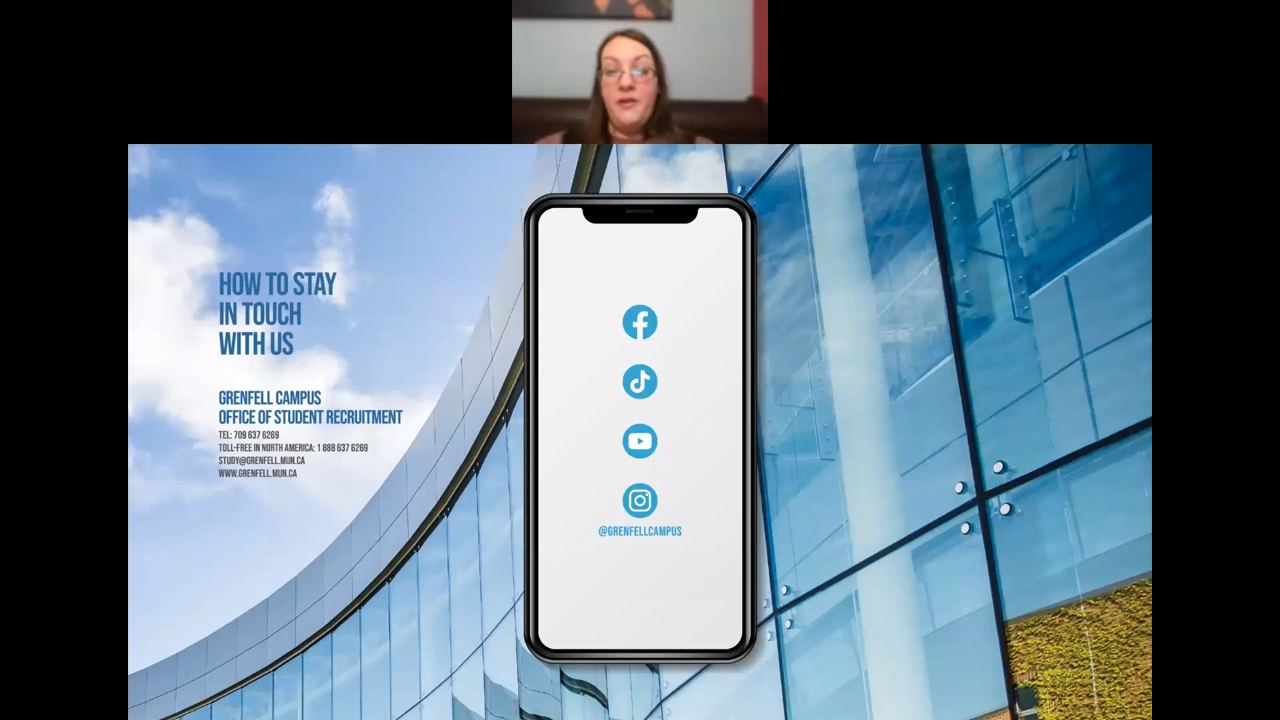 HOW TO STAY
IN TOUCH
WITH US
GRENFELL CAMPUS
OFFICE OF STUDENT RECRUITMENT
TEL: 709 637 6269
TOLL-FREE IN NORTH AMERICA: 1 888 637 6269
STUDY@GRENFELL.MUN.CA
WWW.GRENFELL.MUN.CA
@GRENFELLCAMPUS